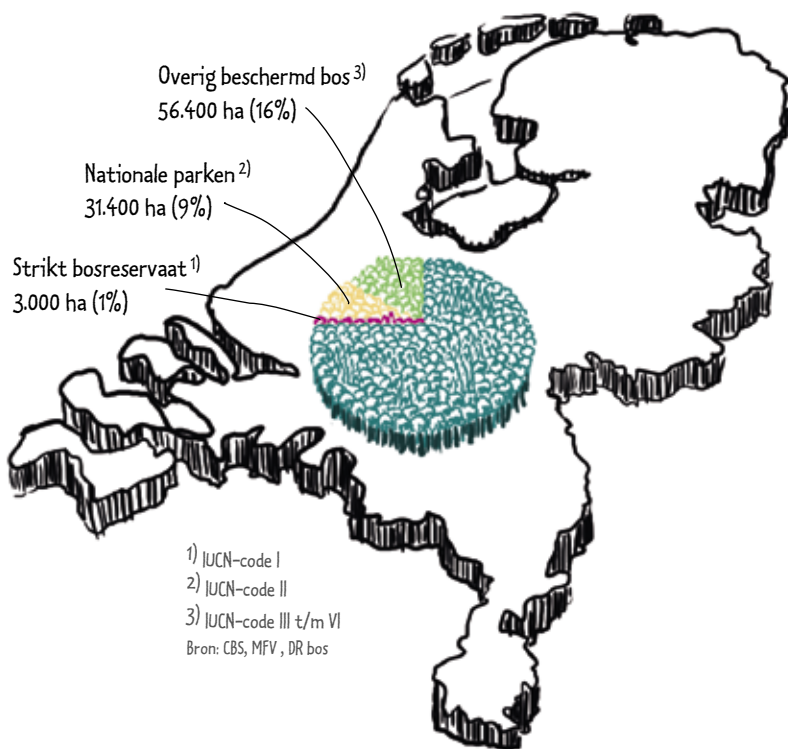 Overig beschermd bos 3)
56.400 ha (16%)
Nationale parken 2)
31.400 ha (9%)
Strikt bosreservaat 1)
3.000 ha (1%)
1) IUCN-code I
2) IUCN-code II
3) IUCN-code III t/m VI
Bron: CBS, MFV , DR bos